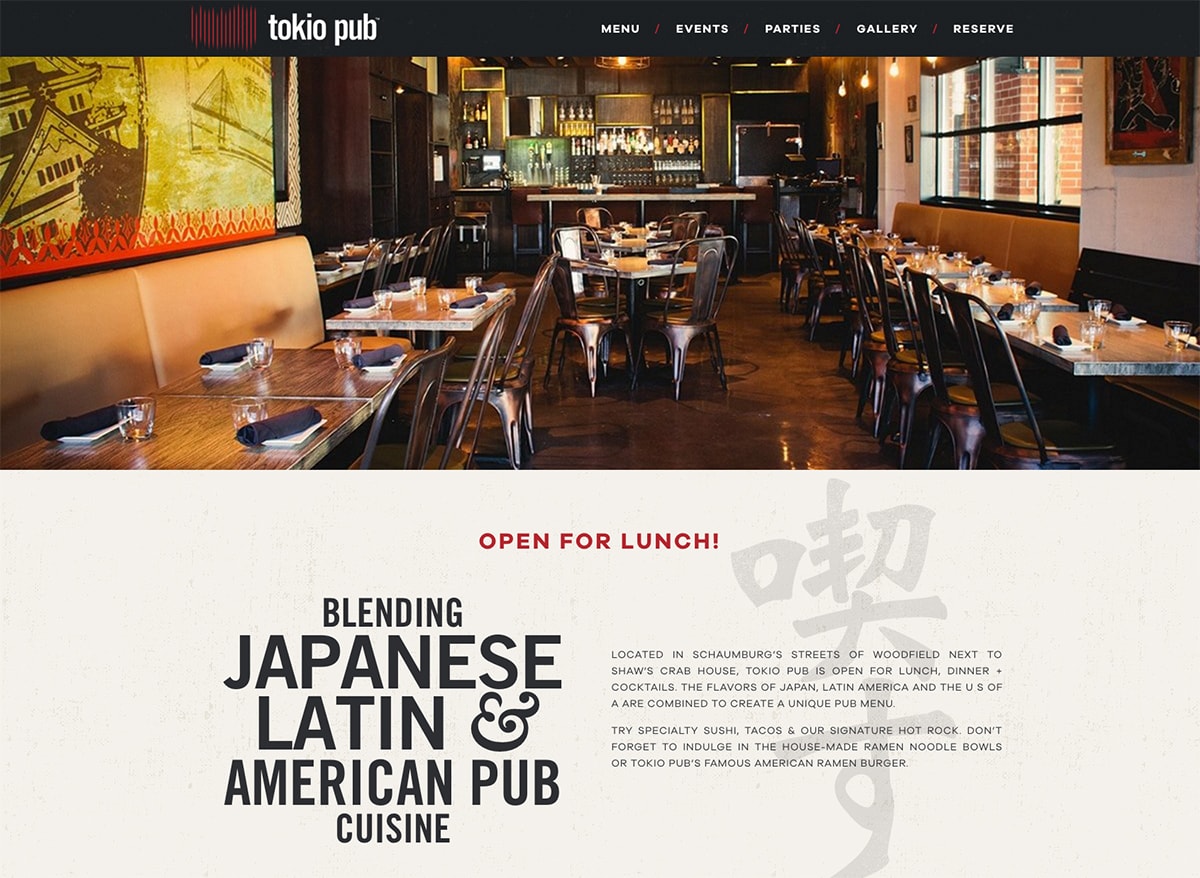 tokio pub™
MENU / EVENTS / PARTIES / GALLERY / RESERVE
OPEN FOR LUNCH!
BLENDING
JAPANESE
LATIN &
AMERICAN PUB
CUISINE
LOCATED IN SCHAUMBURG'S STREETS OF WOODFIELD NEXT TO
SHAW'S CRAB HOUSE, TOKIO PUB IS OPEN FOR LUNCH, DINNER +
COCKTAILS. THE FLAVORS OF JAPAN, LATIN AMERICA AND THE U S OF
A ARE COMBINED TO CREATE A UNIQUE PUB MENU.
TRY SPECIALTY SUSHI, TACOS & OUR SIGNATURE HOT ROCK. DON'T
FORGET TO INDULGE IN THE HOUSE-MADE RAMEN NOODLE BOWLS
OR TOKIO PUB'S FAMOUS AMERICAN RAMEN BURGER.
喫す